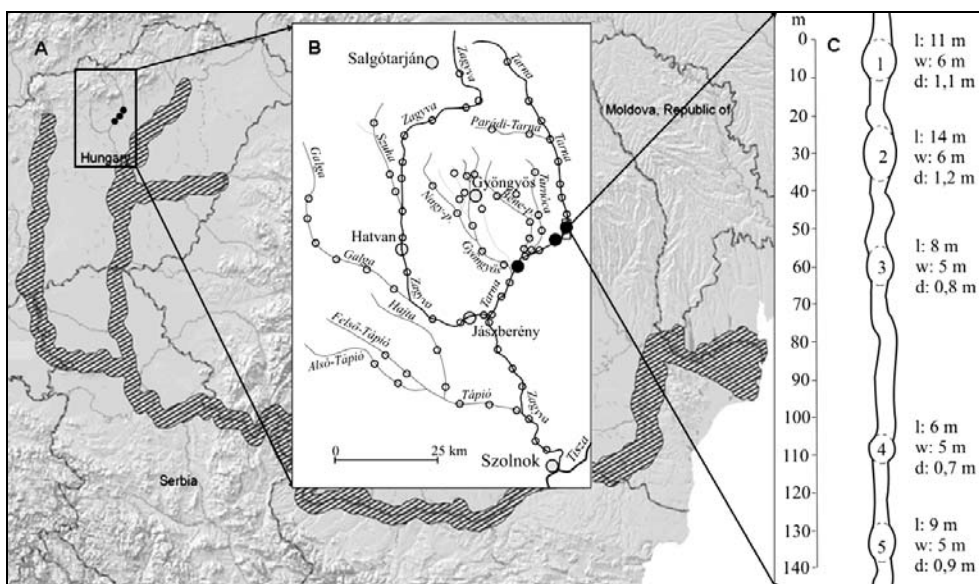 A
Hungary
Serbia
Moldova, Republic of
B
Salgótarján
Zagyva
Tarna
Zagyva
Parádi-Tarna
Tarna
Szuha
Galga
Gyöngyös
Nagy-p.
Bene-p.
Tarnóca
Hatvan
Gyöngyös
Galga
Zagyva
Tarna
Hajta
Jászberény
Felső-Tápió
Alsó-Tápió
Tápió
Zagyva
0 25 km
Szolnok
Tisza
C
m
0
10
20
30
40
50
60
70
80
90
100
110
120
130
140
1
l: 11 m
w: 6 m
d: 1,1 m
2
l: 14 m
w: 6 m
d: 1,2 m
3
l: 8 m
w: 5 m
d: 0,8 m
4
l: 6 m
w: 5 m
d: 0,7 m
5
l: 9 m
w: 5 m
d: 0,9 m